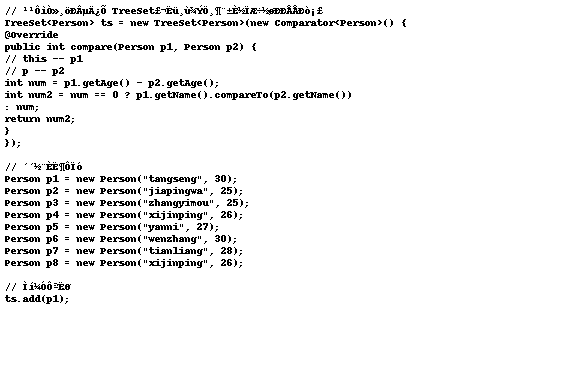 // ¹¹ÔìÒ»¸öÐÂµÄ¿Õ TreeSet£¬Ëü¸ù¾ÝÖ¸¶¨±È½ÏÆ÷½øÐÐÅÅÐò¡£
TreeSet<Person> ts = new TreeSet<Person>(new Comparator<Person>() {
@Override
public int compare(Person p1, Person p2) {
// this -- p1
// p -- p2
int num = p1.getAge() - p2.getAge();
int num2 = num == 0 ? p1.getName().compareTo(p2.getName())
: num;
return num2;
}
});
// ´´½¨ÈËµÄ¶ÔÏó
Person p1 = new Person("tangseng", 30);
Person p2 = new Person("jiapingwa", 25);
Person p3 = new Person("zhangyimou", 25);
Person p4 = new Person("xijinping", 26);
Person p5 = new Person("yanni", 27);
Person p6 = new Person("wenzhang", 30);
Person p7 = new Person("tianliang", 28);
Person p8 = new Person("xijinping", 26);
// Ìí¼ÓÔªËØ
ts.add(p1);